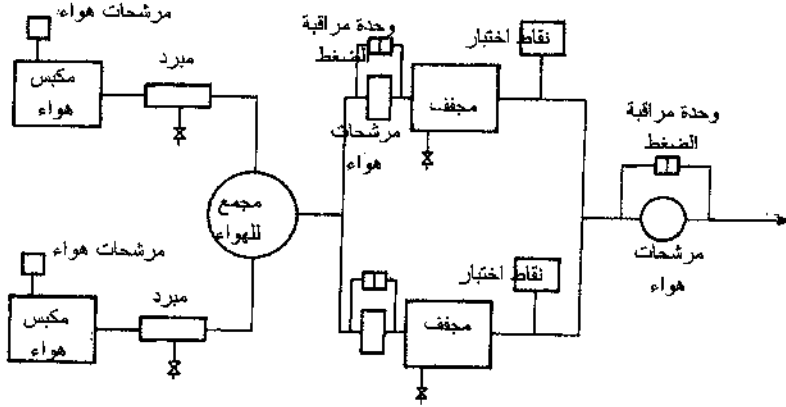 مرشحات هواء
مكبس
هواء
مبرد
وحدة مراقبة
الضغط
مرشحات
هواء
مجفف
نقاط اختبار
وحدة مراقبة
الضغط
مجمع
للهواء
مرشحات
هواء
مرشحات هواء
مكبس
هواء
مبرد
مجفف
نقاط اختبار